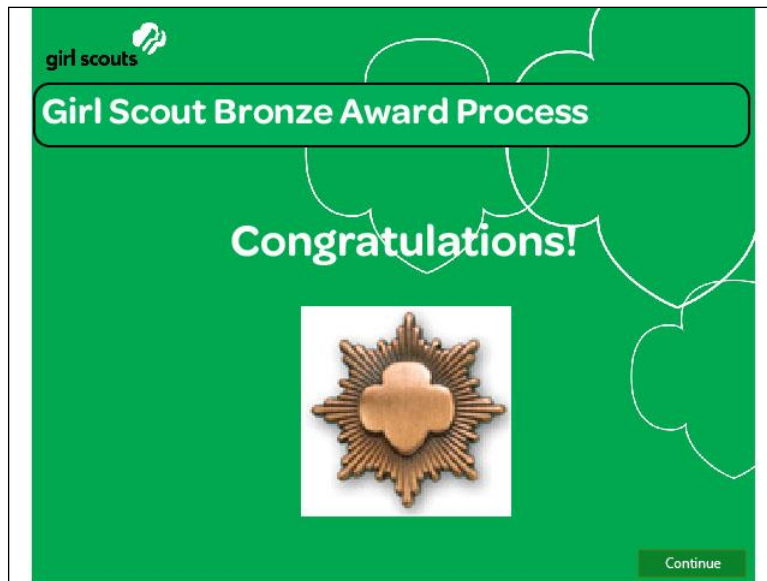 girl scouts
Girl Scout Bronze Award Process
Congratulations!
Continue